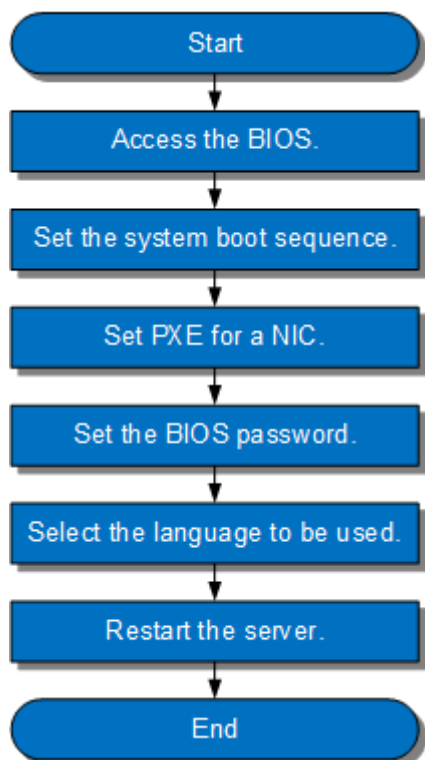 Start
Access the BIOS.
Set the system boot sequence.
Set PXE for a NIC.
Set the BIOS password.
Select the language to be used.
Restart the server.
End